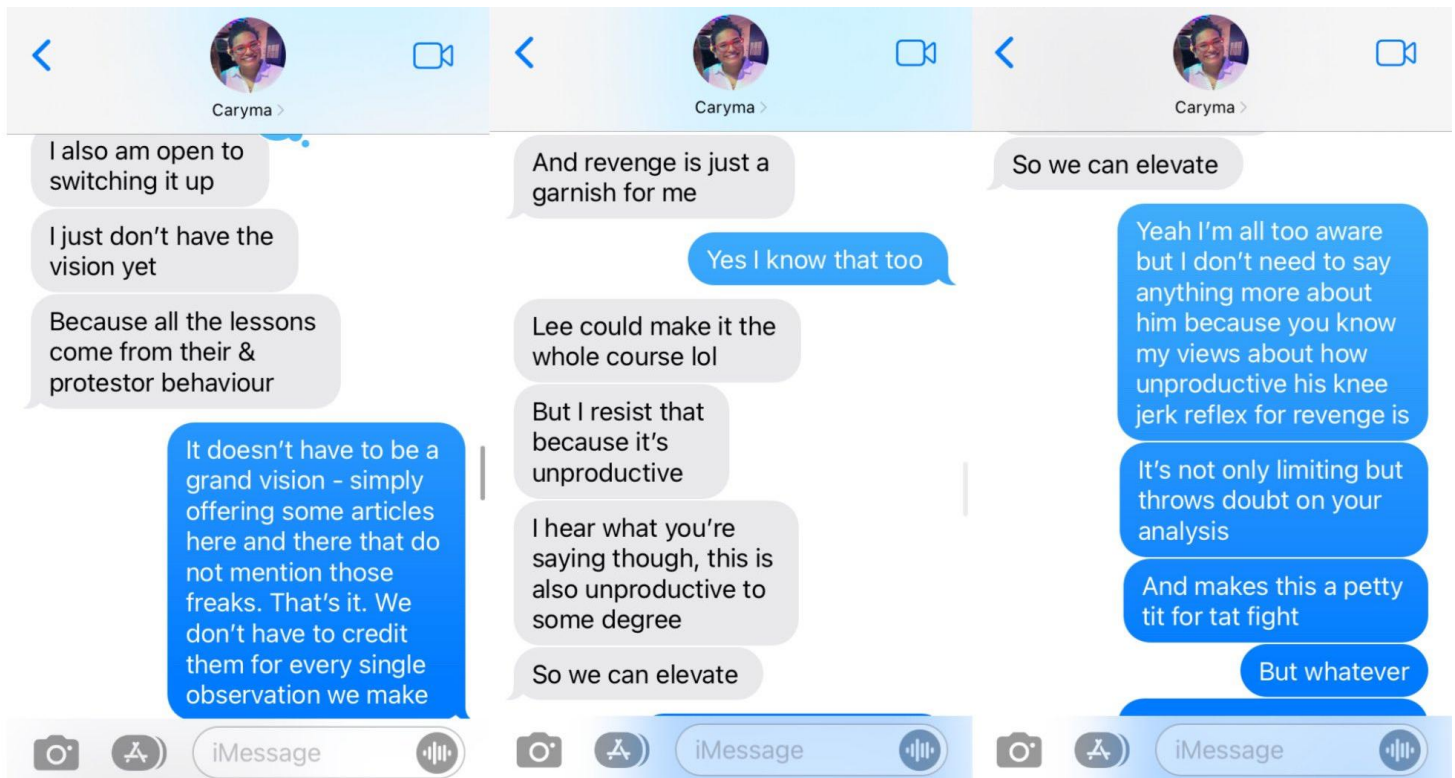 Caryma
I also am open to
switching it up
I just don't have the
vision yet
Because all the lessons
come from their &
protestor behaviour
It doesn't have to be a
grand vision - simply
offering some articles
here and there that do
not mention those
freaks. That's it. We
don't have to credit
them for every single
observation we make
iMessage
Caryma
And revenge is just a
garnish for me
Yes I know that too
Lee could make it the
whole course lol
But I resist that
because it's
unproductive
I hear what you're
saying though, this is
also unproductive to
some degree
So we can elevate
iMessage
Caryma
So we can elevate
Yeah I'm all too aware
but I don't need to say
anything more about
him because you know
my views about how
unproductive his knee
jerk reflex for revenge is
It's not only limiting but
throws doubt on your
analysis
And makes this a petty
tit for tat fight
But whatever
iMessage